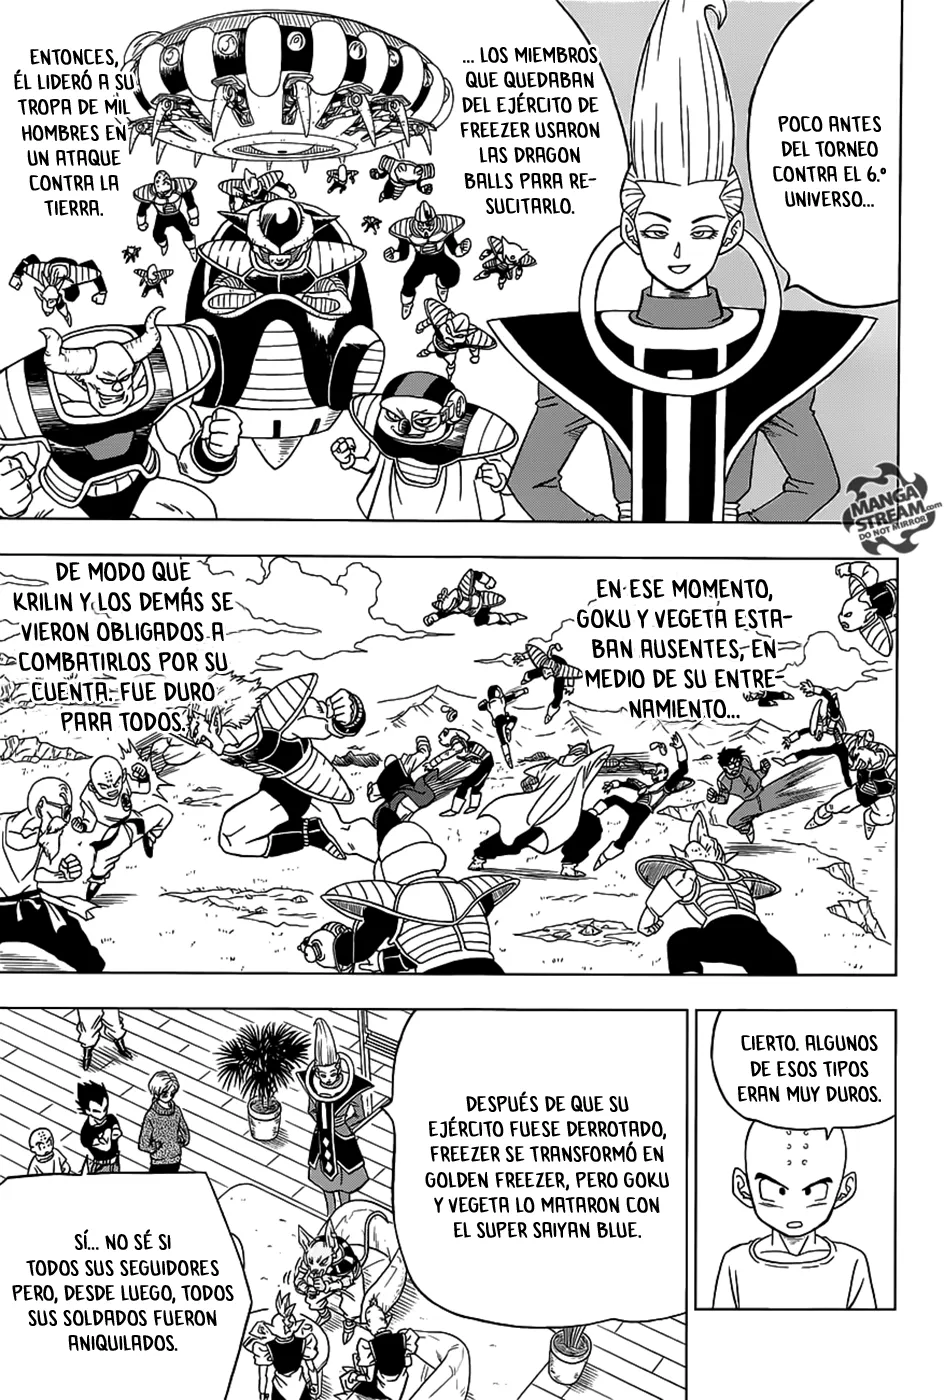 POCO ANTES
DEL TORNEO
CONTRA EL 6.º
UNIVERSO...
... LOS MIEMBROS
QUE QUEDABAN
DEL EJÉRCITO DE
FREEZER USARON
LAS DRAGON
BALLS PARA RE-
SUCITARLO.
ENTONCES,
ÉL LIDERÓ A SU
TROPA DE MIL
HOMBRES EN
UN ATAQUE
CONTRA LA
TIERRA.
MANGA
STREAM.com
DO NOT MIRROR
EN ESE MOMENTO,
GOKU Y VEGETA ESTA-
BAN AUSENTES, EN
MEDIO DE SU ENTRE-
NAMIENTO...
DE MODO QUE
KRILIN Y LOS DEMÁS SE
VIERON OBLIGADOS A
COMBATIRLOS POR SU
CUENTA. FUE DURO
PARA TODOS.
CIERTO. ALGUNOS
DE ESOS TIPOS
ERAN MUY DUROS.
DESPUÉS DE QUE SU
EJÉRCITO FUESE DERROTADO,
FREEZER SE TRANSFORMÓ EN
GOLDEN FREEZER, PERO GOKU
Y VEGETA LO MATARON CON
EL SUPER SAIYAN BLUE.
SÍ... NO SÉ SI
TODOS SUS SEGUIDORES
PERO, DESDE LUEGO, TODOS
SUS SOLDADOS FUERON
ANIQUILADOS.